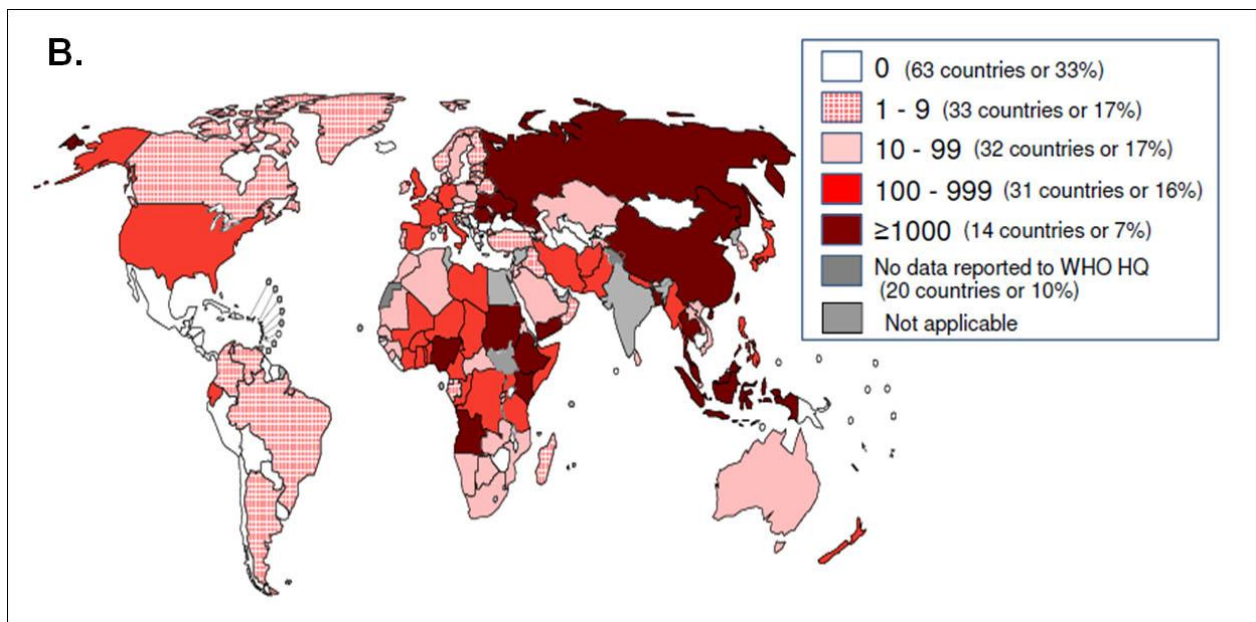 B.
0 (63 countries or 33%)
1 - 9 (33 countries or 17%)
10 - 99 (32 countries or 17%)
100 - 999 (31 countries or 16%)
≥1000 (14 countries or 7%)
No data reported to WHO HQ
(20 countries or 10%)
Not applicable